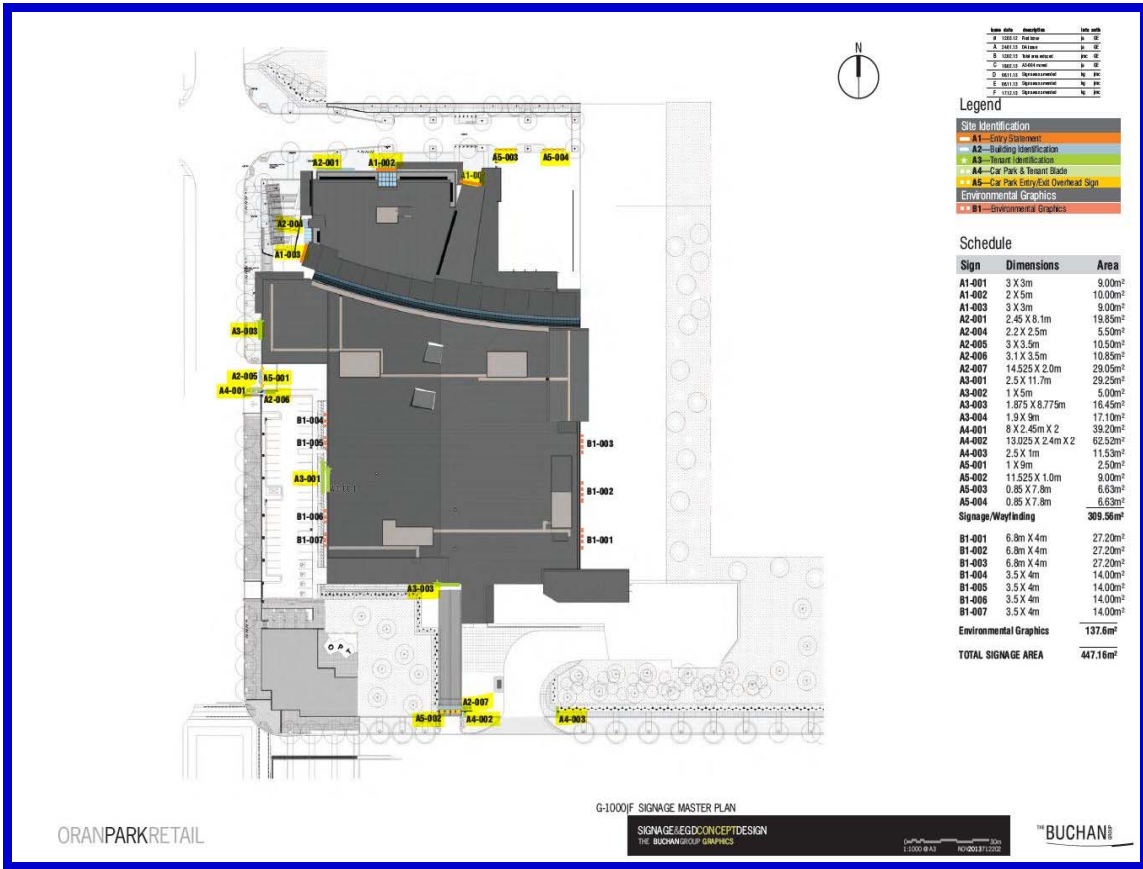 N
issue date description initi auth
Legend
Site Identification
A1—Entry Statement
A2—Building Identification
A3—Tenant Identification
A4—Car Park & Tenant Blade
A5—Car Park Entry/Exit Overhead Sign
Environmental Graphics
B1—Environmental Graphics
Schedule
Sign Dimensions Area
A1-001 3 X 3m 9.00m²
A1-002 2 X 5m 10.00m²
A1-003 3 X 3m 9.00m²
A2-001 2.45 X 8.1m 19.85m²
A2-004 2.2 X 2.5m 5.50m²
A2-005 3 X 3.5m 10.50m²
A2-006 3.1 X 3.5m 10.85m²
A2-007 14.525 X 2.0m 29.05m²
A3-001 2.5 X 11.7m 29.25m²
A3-002 1 X 5m 5.00m²
A3-003 1.875 X 8.775m 16.45m²
A3-004 1.9 X 9m 17.10m²
A4-001 8 X 2.45m X 2 39.20m²
A4-002 13.025 X 2.4m X 2 62.52m²
A4-003 2.5 X 1m 11.53m²
A5-001 1 X 9m 2.50m²
A5-002 11.525 X 1.0m 9.00m²
A5-003 0.85 X 7.8m 6.63m²
A5-004 0.85 X 7.8m 6.63m²
Signage/Wayfinding 309.56m²
B1-001 6.8m X 4m 27.20m²
B1-002 6.8m X 4m 27.20m²
B1-003 6.8m X 4m 27.20m²
B1-004 3.5 X 4m 14.00m²
B1-005 3.5 X 4m 14.00m²
B1-006 3.5 X 4m 14.00m²
B1-007 3.5 X 4m 14.00m²
Environmental Graphics 137.6m²
TOTAL SIGNAGE AREA 447.16m²
A2-001 A1-002 A5-003 A5-004
A1-00
A2-004
A1-003
A3-003
A2-005 A5-001
A4-001
A2-006
B1-004
B1-005
B1-003
A3-001
B1-002
B1-006
B1-007
B1-001
A3-003
OPT
A2-007
A5-002 A4-002 A4-003
G-1000|F SIGNAGE MASTER PLAN
ORANPARKRETAIL
SIGNAGE&EGDCONCEPTDESIGN
THE BUCHANGROUP GRAPHICS
30m
1:1000 @ A3 NOV2013712202
THE BUCHAN GROUP